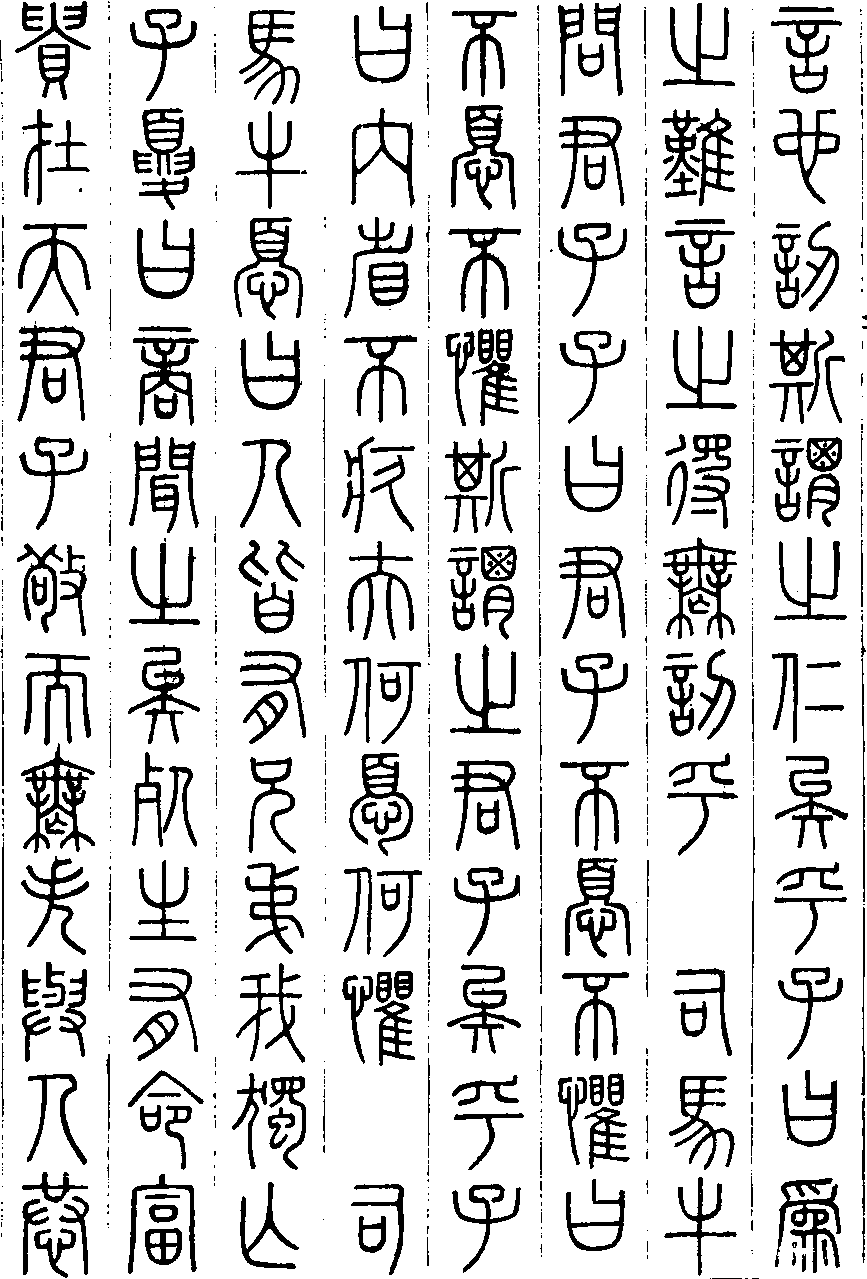 言也訒斯謂之仁矣乎子曰爲
之難言之得無訒乎　司馬牛
問君子子曰君子不憂不懼曰
不憂不懼斯謂之君子矣乎子
曰內省不疚夫何憂何懼　司
馬牛憂曰人皆有兄弟我獨亡
子夏曰商聞之矣死生有命富
貴在天君子敬而無失與人恭